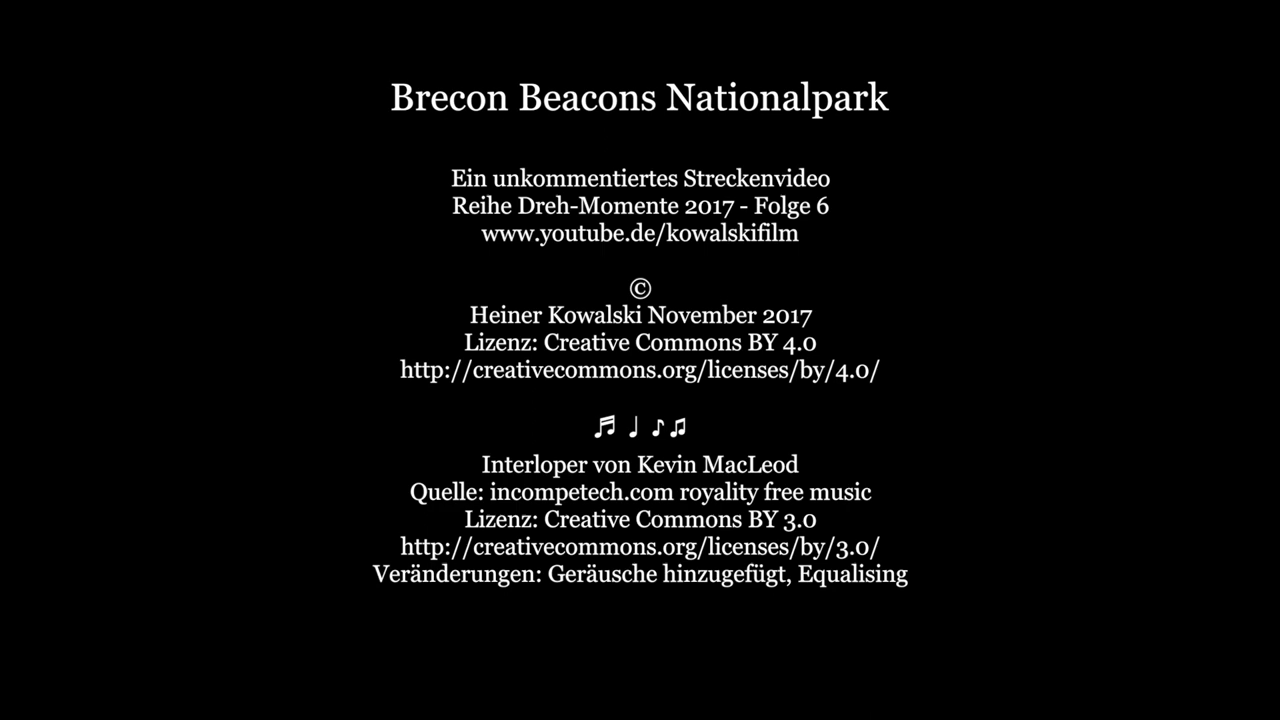 Brecon Beacons Nationalpark
Ein unkommentiertes Streckenvideo
Reihe Dreh-Momente 2017 - Folge 6
www.youtube.de/kowalskifilm
©
Heiner Kowalski November 2017
Lizenz: Creative Commons BY 4.0
http://creativecommons.org/licenses/by/4.0/
♬ ♩ ♪♫
Interloper von Kevin MacLeod
Quelle: incompetech.com royality free music
Lizenz: Creative Commons BY 3.0
http://creativecommons.org/licenses/by/3.0/
Veränderungen: Geräusche hinzugefügt, Equalising